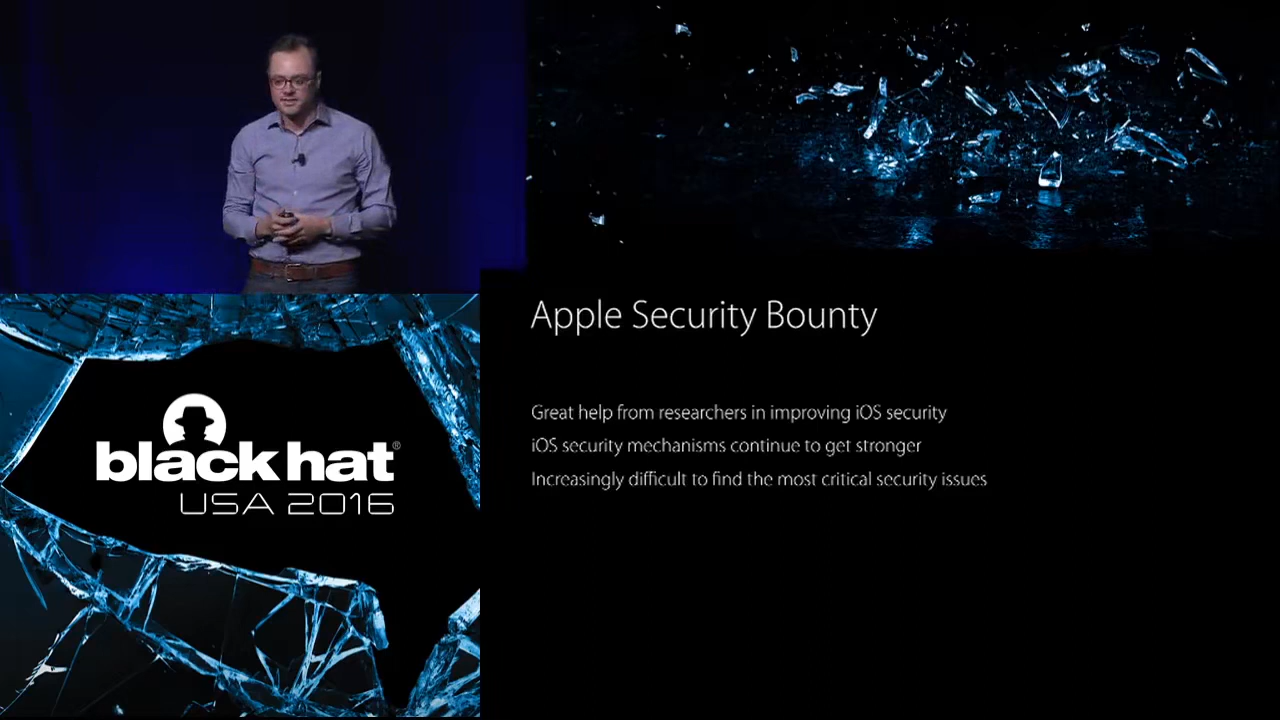 Apple Security Bounty
Great help from researchers in improving iOS security
iOS security mechanisms continue to get stronger
Increasingly difficult to find the most critical security issues
black hat®
USA 2016